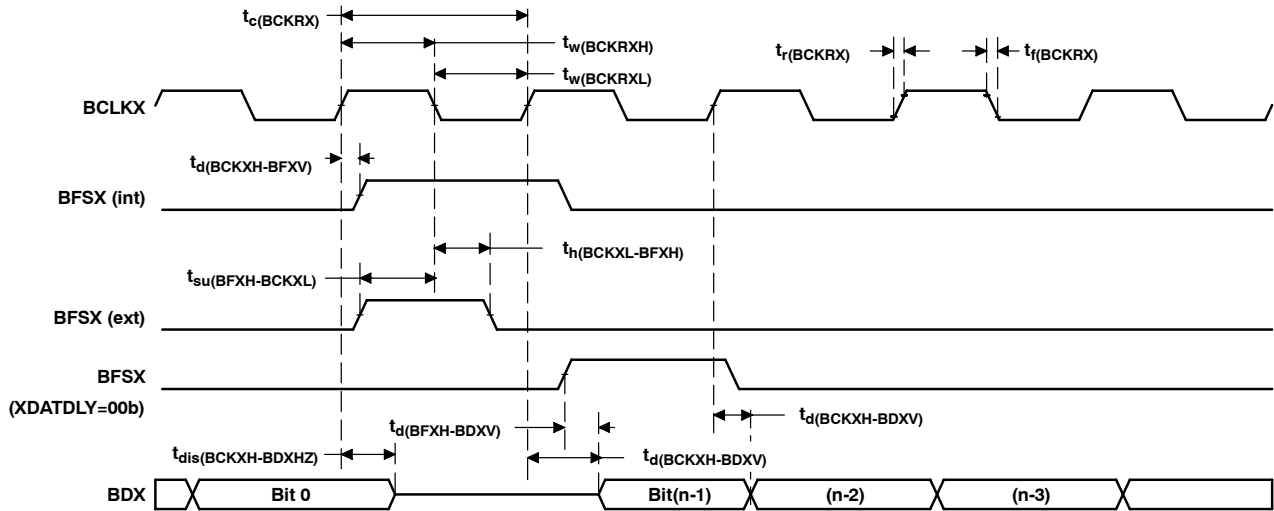 tc(BCKRX)
tw(BCKRXH)
tr(BCKRX)
tf(BCKRX)
tw(BCKRXL)
BCLKX
td(BCKXH-BFXV)
BFSX (int)
th(BCKXL-BFXH)
tsu(BFXH-BCKXL)
BFSX (ext)
BFSX
(XDATDLY=00b)
td(BCKXH-BDXV)
td(BFXH-BDXV)
tdis(BCKXH-BDXHZ)
td(BCKXH-BDXV)
BDX
Bit 0
Bit(n-1)
(n-2)
(n-3)